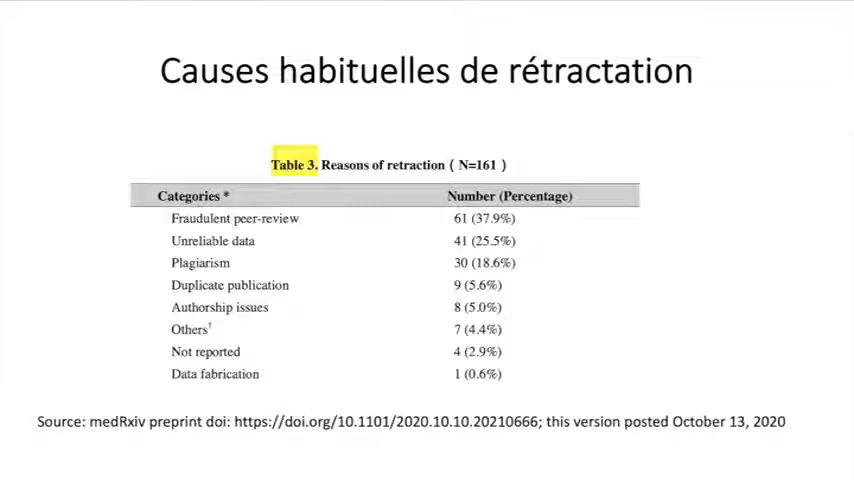 Causes habituelles de rétractation
Table 3. Reasons of retraction ( N=161 )
Categories * Number (Percentage)
Fraudulent peer-review 61 (37.9%)
Unreliable data 41 (25.5%)
Plagiarism 30 (18.6%)
Duplicate publication 9 (5.6%)
Authorship issues 8 (5.0%)
Others† 7 (4.4%)
Not reported 4 (2.9%)
Data fabrication 1 (0.6%)
Source: medRxiv preprint doi: https://doi.org/10.1101/2020.10.10.20210666; this version posted October 13, 2020